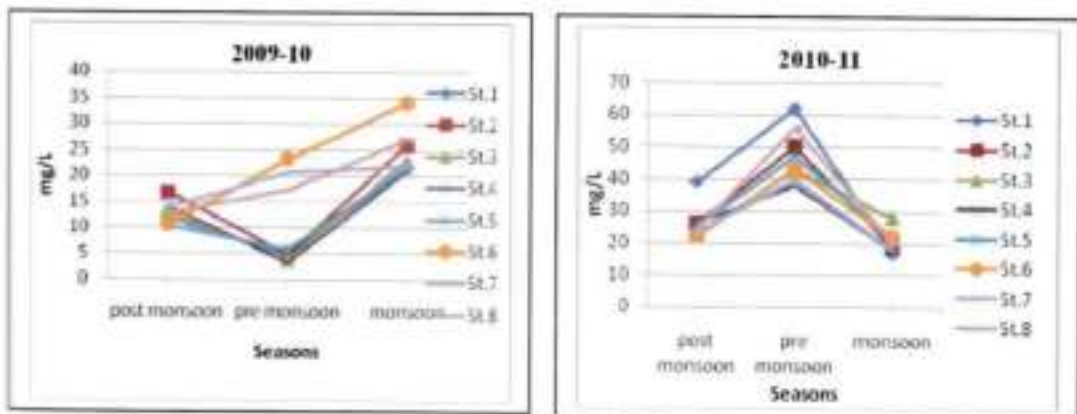 2009-10
40
35
30
25
20
15
10
5
0
mg/L
post monsoon pre monsoon monsoon
Seasons
St.1
St.2
St.3
St.4
St.5
St.6
St.7
St.8
2010-11
70
60
50
40
30
20
10
0
mg/L
post monsoon
pre monsoon
monsoon
Seasons
St.1
St.2
St.3
St.4
St.5
St.6
St.7
St.8